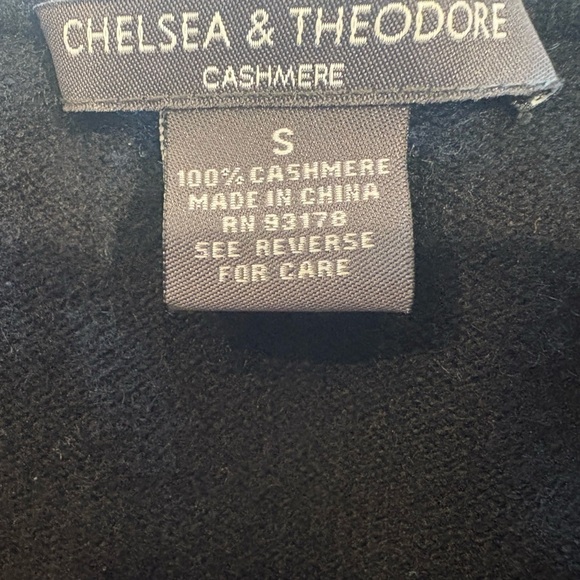 CHELSEA & THEODORE
CASHMERE
S
100% CASHMERE
MADE IN CHINA
RN 93178
SEE REVERSE
FOR CARE